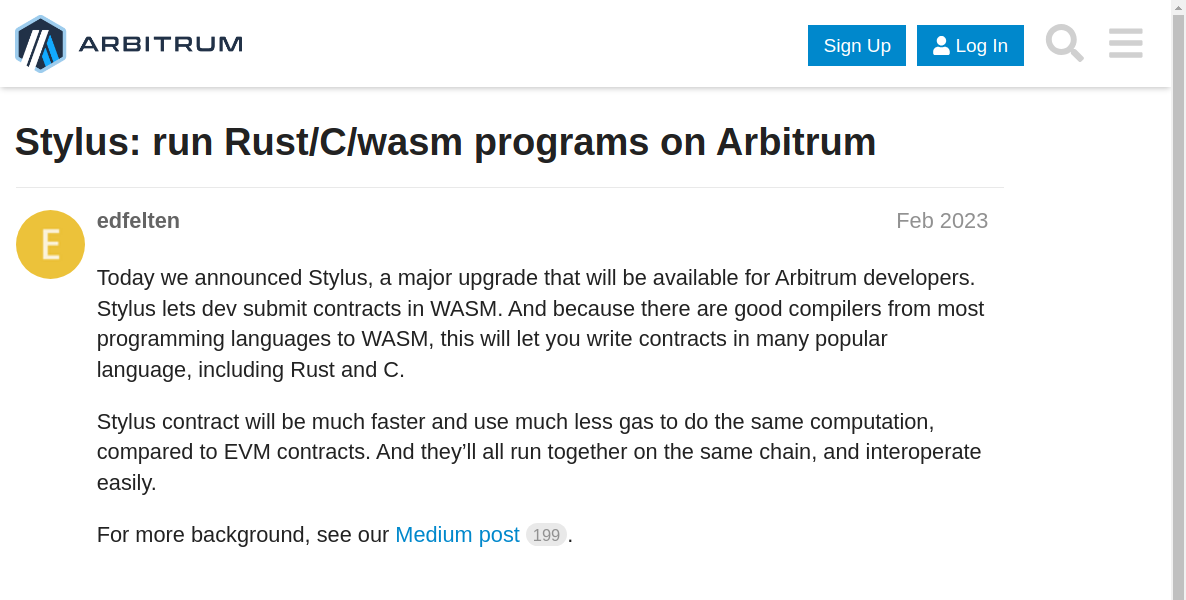 ARBITRUM
Sign Up
Log In
Stylus: run Rust/C/wasm programs on Arbitrum
E
edfelten
Feb 2023
Today we announced Stylus, a major upgrade that will be available for Arbitrum developers.
Stylus lets dev submit contracts in WASM. And because there are good compilers from most
programming languages to WASM, this will let you write contracts in many popular
language, including Rust and C.
Stylus contract will be much faster and use much less gas to do the same computation,
compared to EVM contracts. And they’ll all run together on the same chain, and interoperate
easily.
For more background, see our Medium post 199.